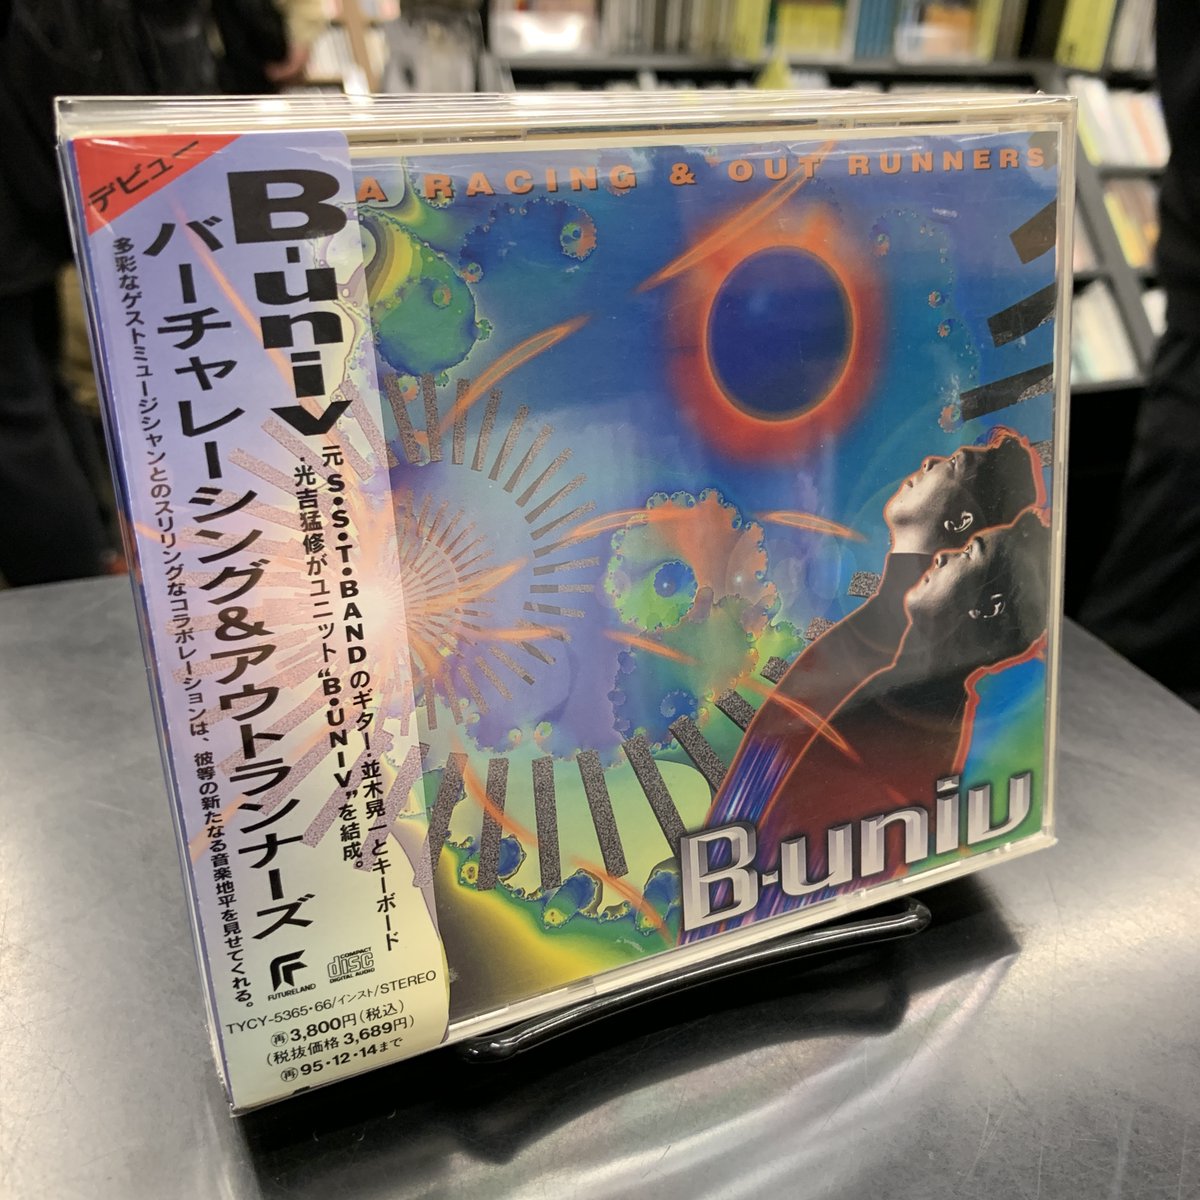 デビュー
B-univ
バーチャレーシング&アウトランナーズ
元S・S・T・BANDのギター・並木晃一とキーボード
・光吉猛修がユニット“B-UNIV”を結成。
多彩なゲストミュージシャンとのスリリングなコラボレーションは、彼等の新たなる音楽地平を見せてくれる。
FUTURELAND
COMPACT
disc
DIGITAL AUDIO
TYCY-5365・66/インスト/STEREO
再3,800円(税込)
(税抜価格 3,689円)
再95・12・14まで
A RACING & OUT RUNNERS
B-univ